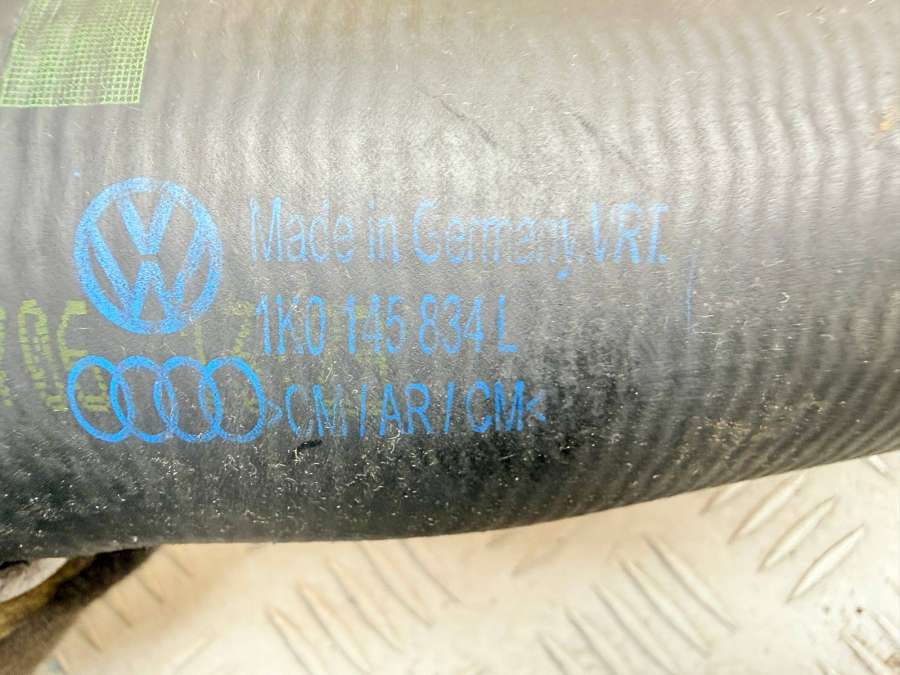 Made in Germany. VRT.
1K0 145 834 L
>CM / AR / CM<